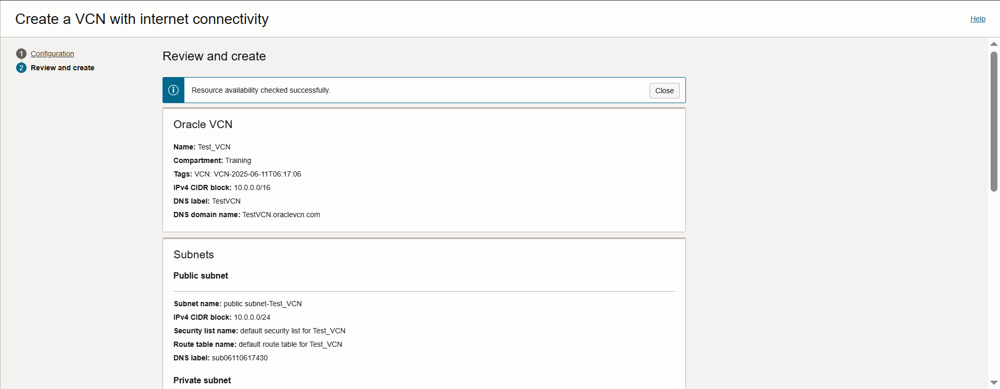 Create a VCN with internet connectivity
Help
1 Configuration
2 Review and create
Review and create
Resource availability checked successfully.
Close
Oracle VCN
Name: Test_VCN
Compartment: Training
Tags: VCN: VCN-2025-06-11T06:17:06
IPv4 CIDR block: 10.0.0.0/16
DNS label: TestVCN
DNS domain name: TestVCN.oraclevcn.com
Subnets
Public subnet
Subnet name: public subnet-Test_VCN
IPv4 CIDR block: 10.0.0.0/24
Security list name: default security list for Test_VCN
Route table name: default route table for Test_VCN
DNS label: sub06110617430
Private subnet